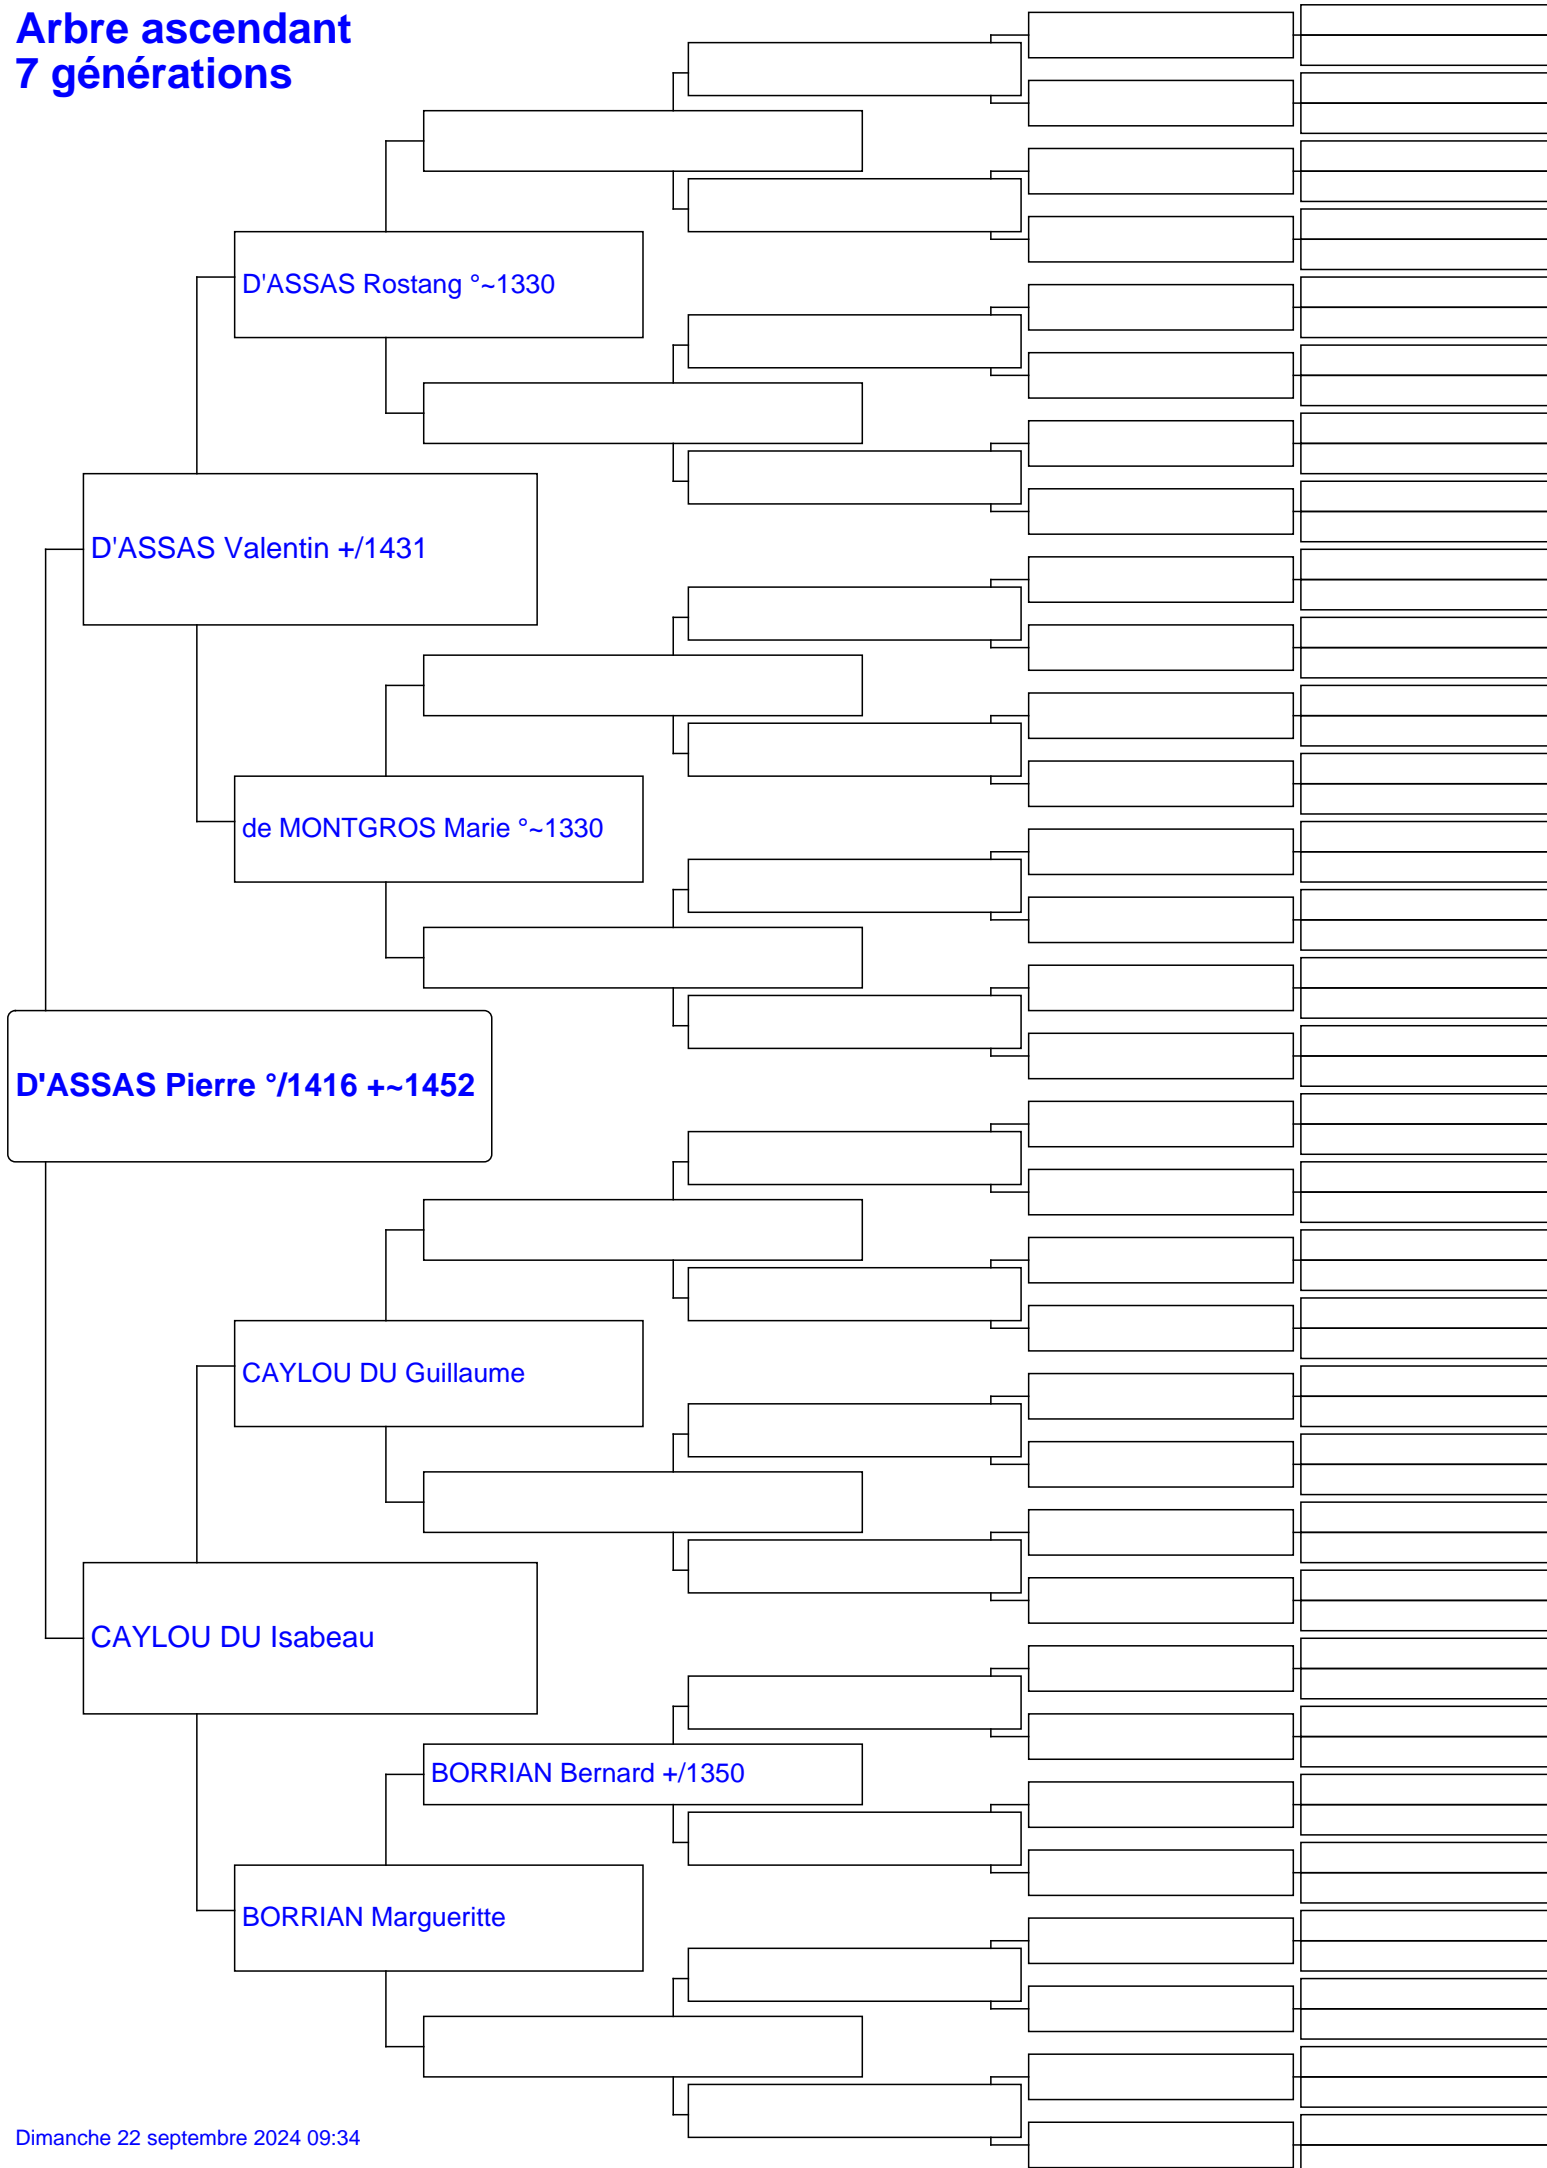 Arbre ascendant
7 générations
D'ASSAS Rostang °~1330
D'ASSAS Valentin +/1431
de MONTGROS Marie °~1330
D'ASSAS Pierre °/1416 +~1452
CAYLOU DU Guillaume
CAYLOU DU Isabeau
BORRIAN Bernard +/1350
BORRIAN Margueritte
Dimanche 22 septembre 2024 09:34